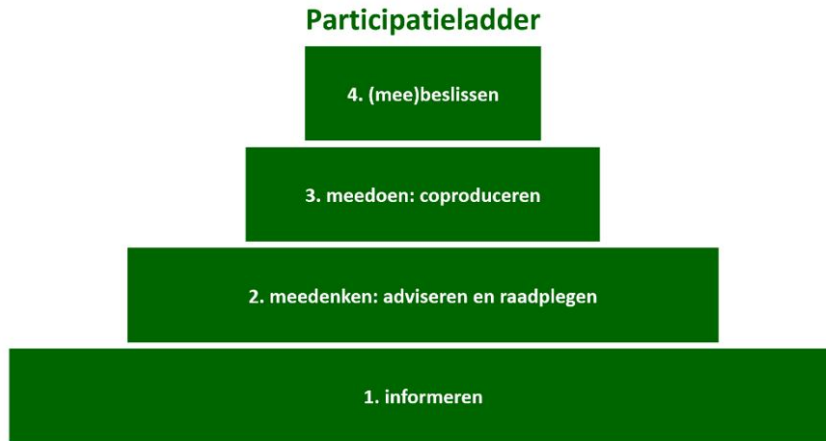 Participatieladder
4. (mee)beslissen
3. meedoen: coproduceren
2. meedenken: adviseren en raadplegen
1. informeren